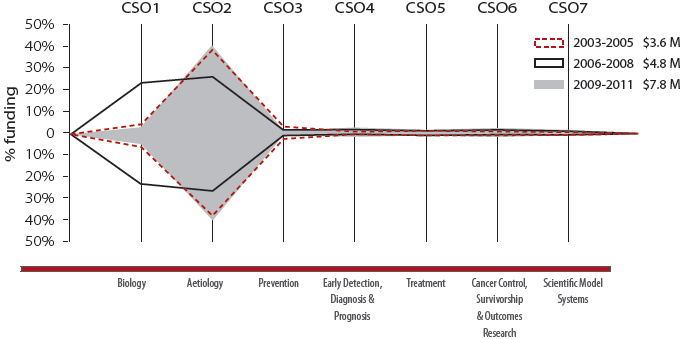 CSO1 CSO2 CSO3 CSO4 CSO5 CSO6 CSO7
50%
40%
30%
20%
10%
0
10%
20%
30%
40%
50%
% funding
2003-2005 $3.6 M
2006-2008 $4.8 M
2009-2011 $7.8 M
Biology
Aetiology
Prevention
Early Detection,
Diagnosis &
Prognosis
Treatment
Cancer Control,
Survivorship
& Outcomes
Research
Scientific Model
Systems